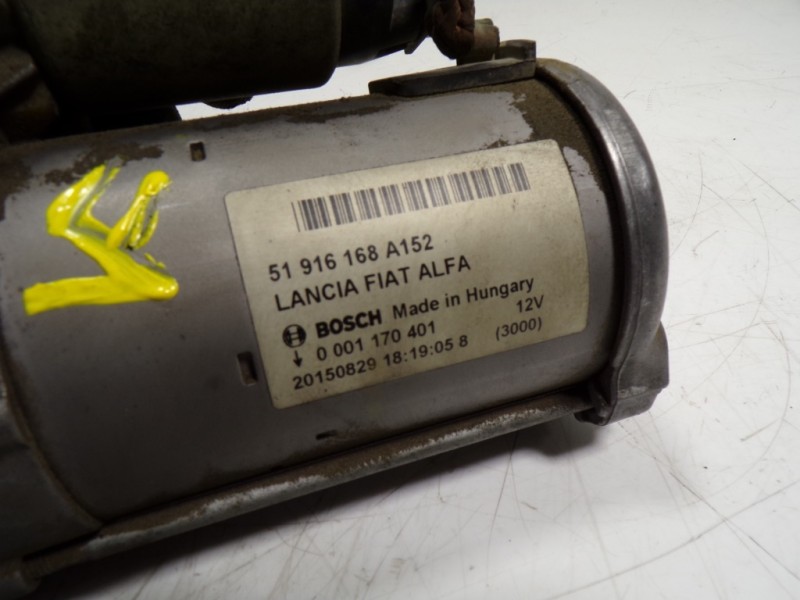 51 916 168 A152
LANCIA FIAT ALFA
BOSCH Made in Hungary
0 001 170 401 12V
20150829 18:19:05 8 (3000)